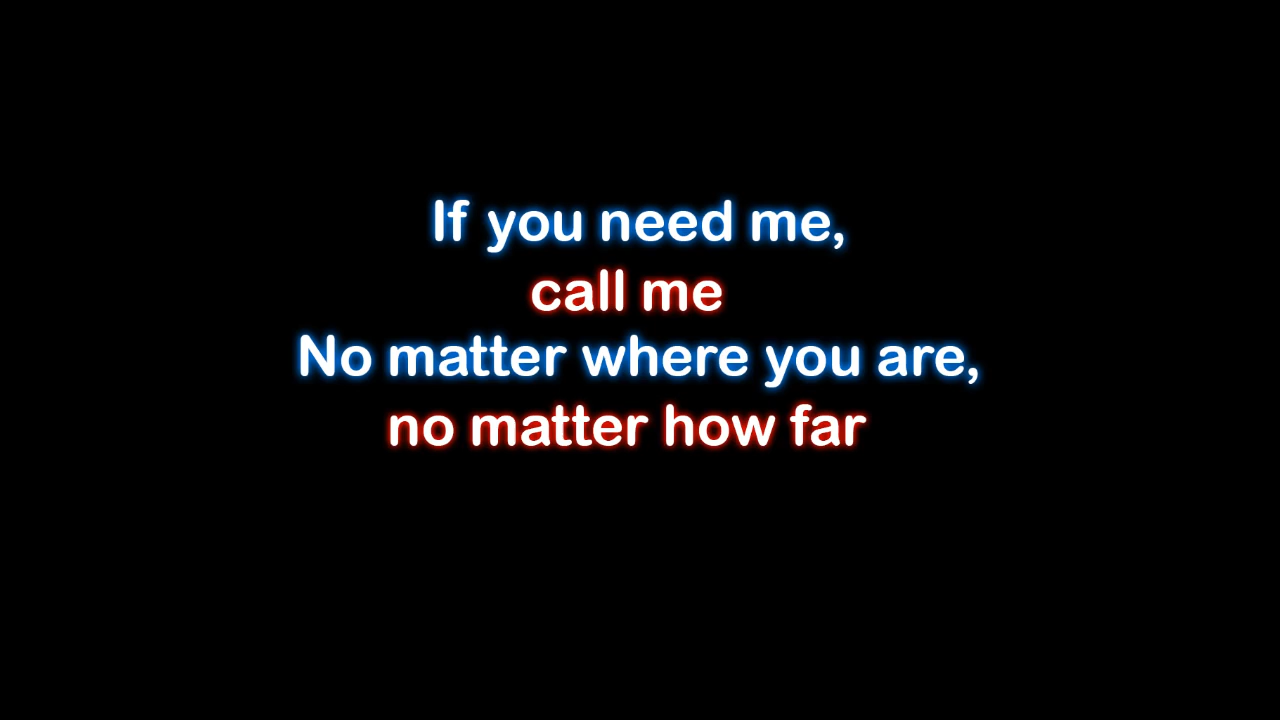 If you need me,
call me
No matter where you are,
no matter how far